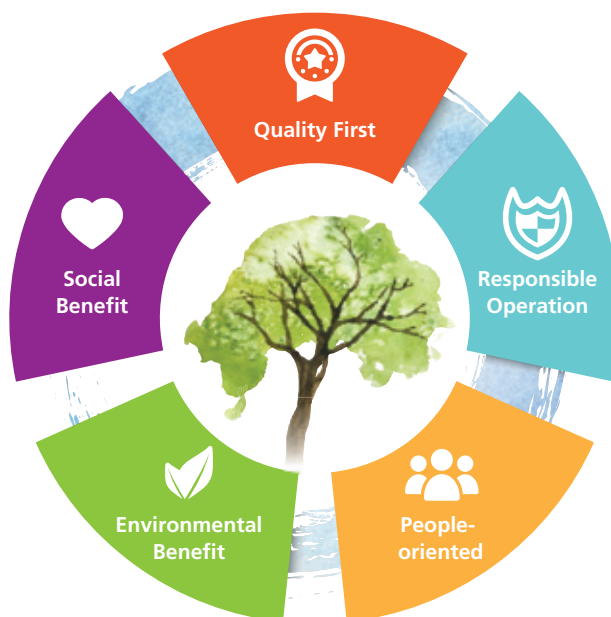 Quality First
Responsible
Operation
People-
oriented
Environmental
Benefit
Social
Benefit